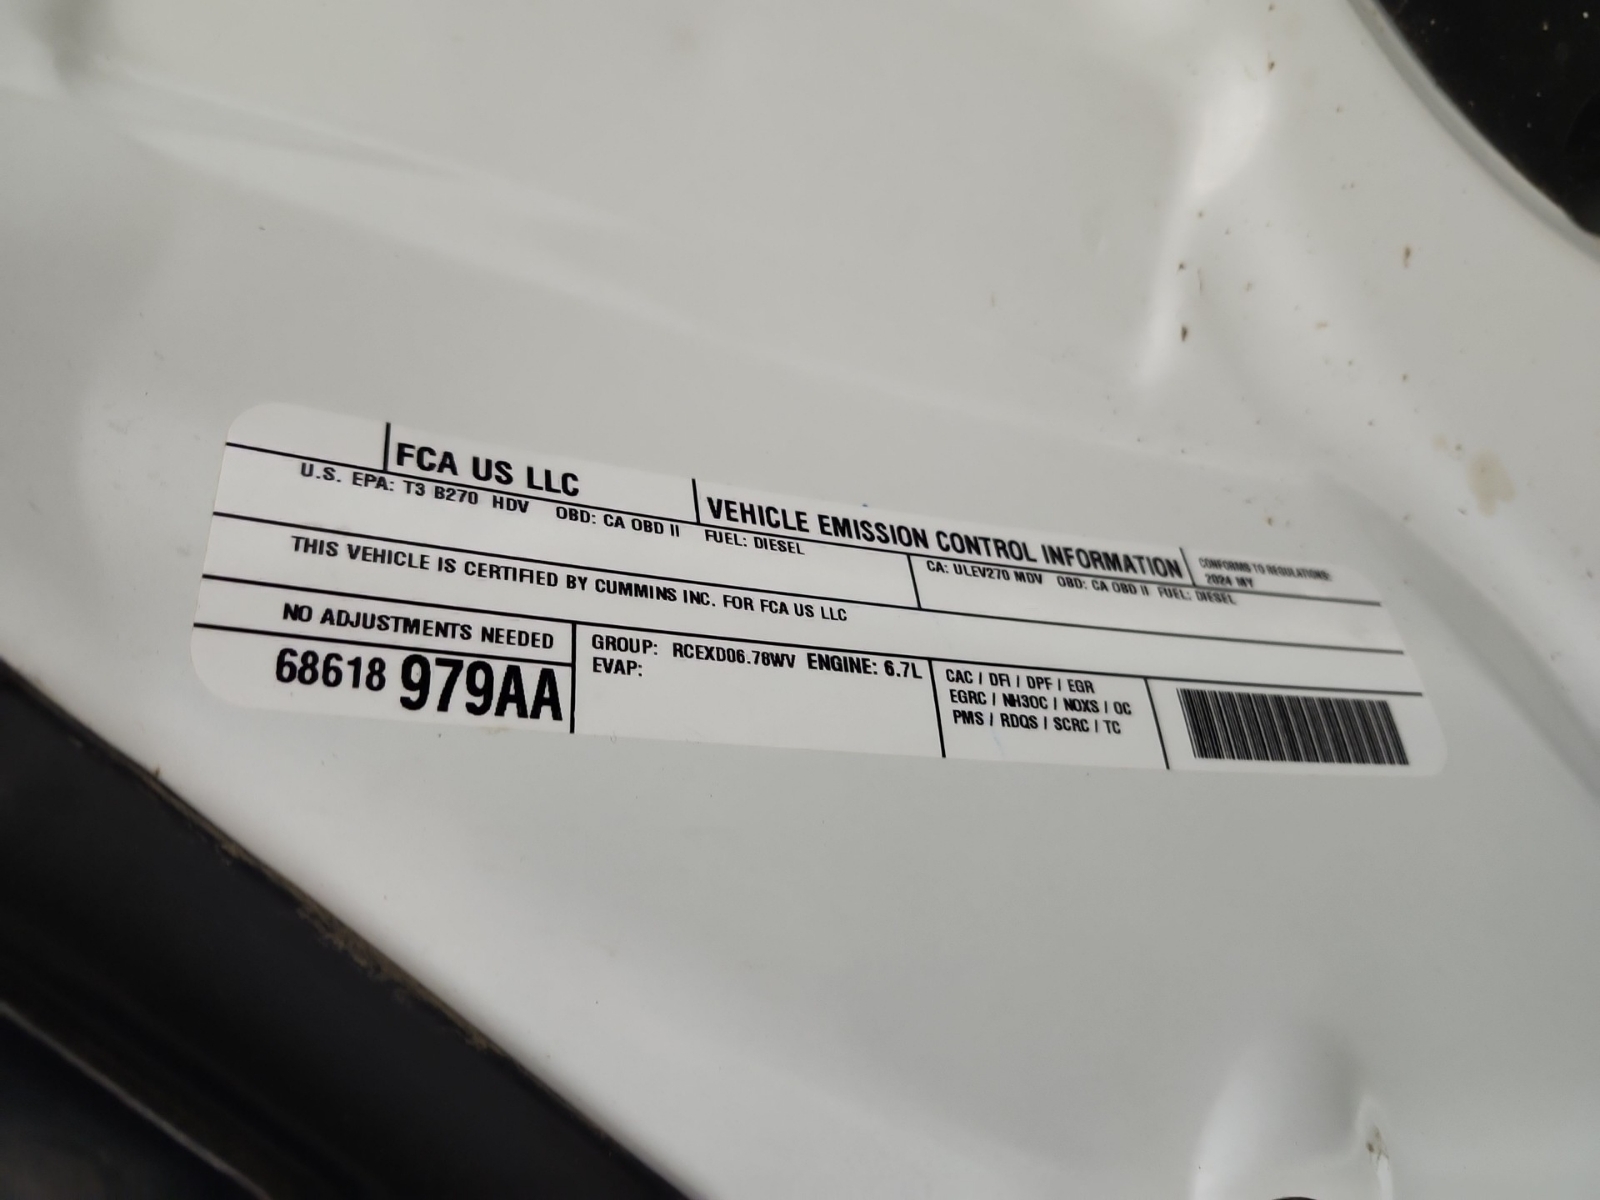 FCA US LLC
VEHICLE EMISSION CONTROL INFORMATION
CONFORMS TO REGULATIONS:
2024 MY
U.S. EPA: T3 B270 HDV OBD: CA OBD II FUEL: DIESEL
CA: ULEV270 MDV OBD: CA OBD II FUEL: DIESEL
THIS VEHICLE IS CERTIFIED BY CUMMINS INC. FOR FCA US LLC
NO ADJUSTMENTS NEEDED
68618979AA
GROUP: RCEXD06.78WV ENGINE: 6.7L
EVAP:
CAC / DFI / DPF / EGR
EGRC / NH3OC / NOXS / OC
PMS / RDQS / SCRC / TC